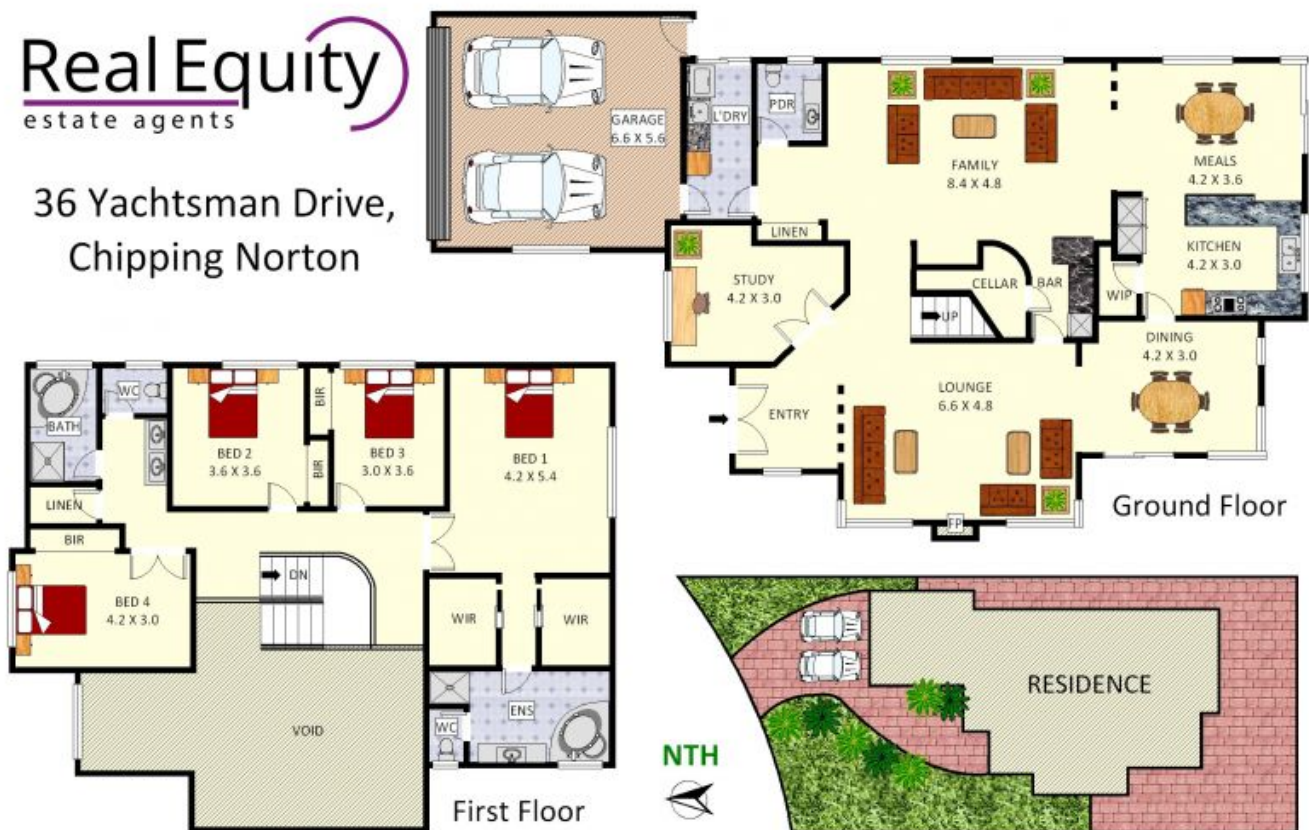 Real Equity
estate agents
36 Yachtsman Drive,
Chipping Norton
GARAGE
6.6 X 5.6
L'DRY
PDR
FAMILY
8.4 X 4.8
MEALS
4.2 X 3.6
LINEN
KITCHEN
4.2 X 3.0
STUDY
4.2 X 3.0
CELLAR
BAR
WIP
UP
DINING
4.2 X 3.0
LOUNGE
6.6 X 4.8
ENTRY
FP
Ground Floor
WC
BATH
BIR
BED 2
3.6 X 3.6
BIR
BED 3
3.0 X 3.6
BED 1
4.2 X 5.4
LINEN
BIR
DN
BED 4
4.2 X 3.0
WIR
WIR
ENS
WC
VOID
First Floor
RESIDENCE
NTH